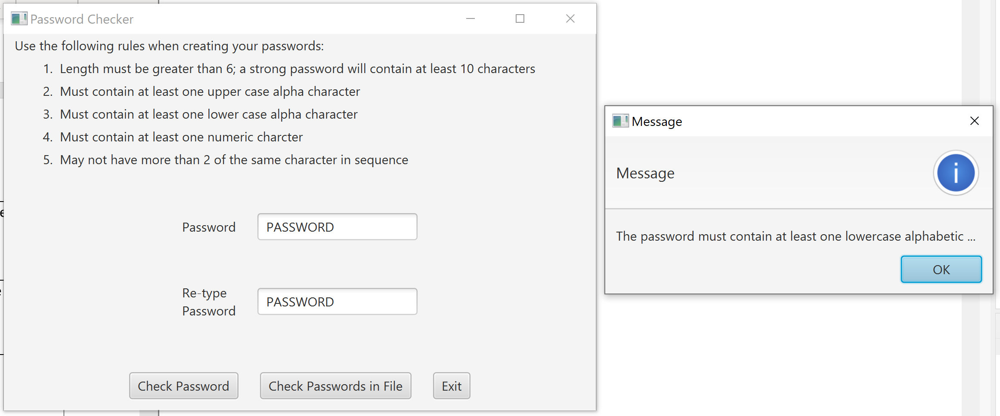 Password Checker
Use the following rules when creating your passwords:
1. Length must be greater than 6; a strong password will contain at least 10 characters
2. Must contain at least one upper case alpha character
3. Must contain at least one lower case alpha character
4. Must contain at least one numeric charcter
5. May not have more than 2 of the same character in sequence
Password
PASSWORD
Re-type
Password
PASSWORD
Check Password
Check Passwords in File
Exit
Message
Message
The password must contain at least one lowercase alphabetic ...
OK